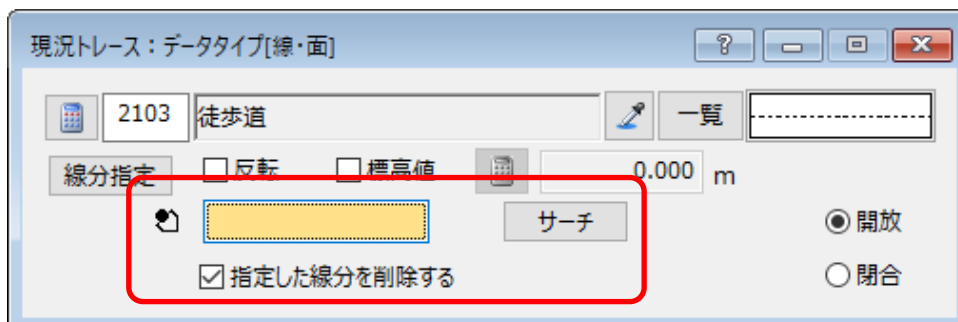 現況トレース：データタイプ[線・面]
2103 徒歩道 一覧
線分指定 反転 標高値 0.000 m
サーチ 開放
指定した線分を削除する 閉合